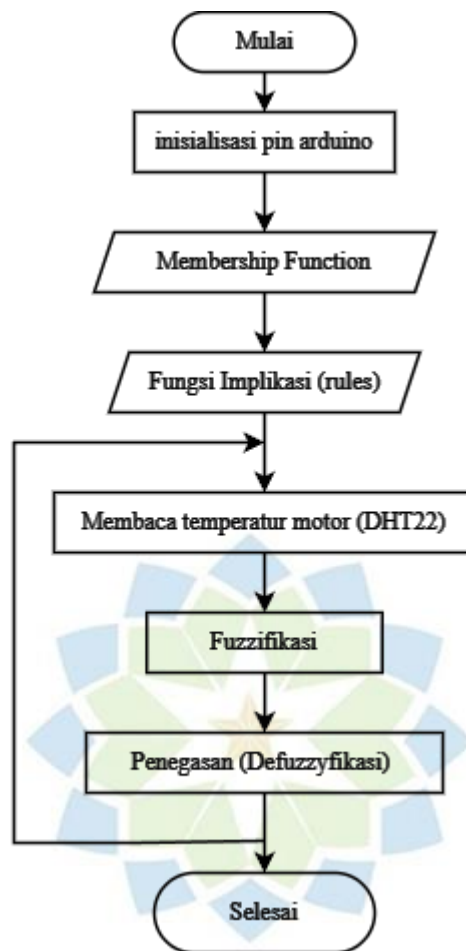 Mulai
inisialisasi pin arduino
Membership Function
Fungsi Implikasi (rules)
Membaca temperatur motor (DHT22)
Fuzzifikasi
Penegasan (Defuzzyfikasi)
Selesai